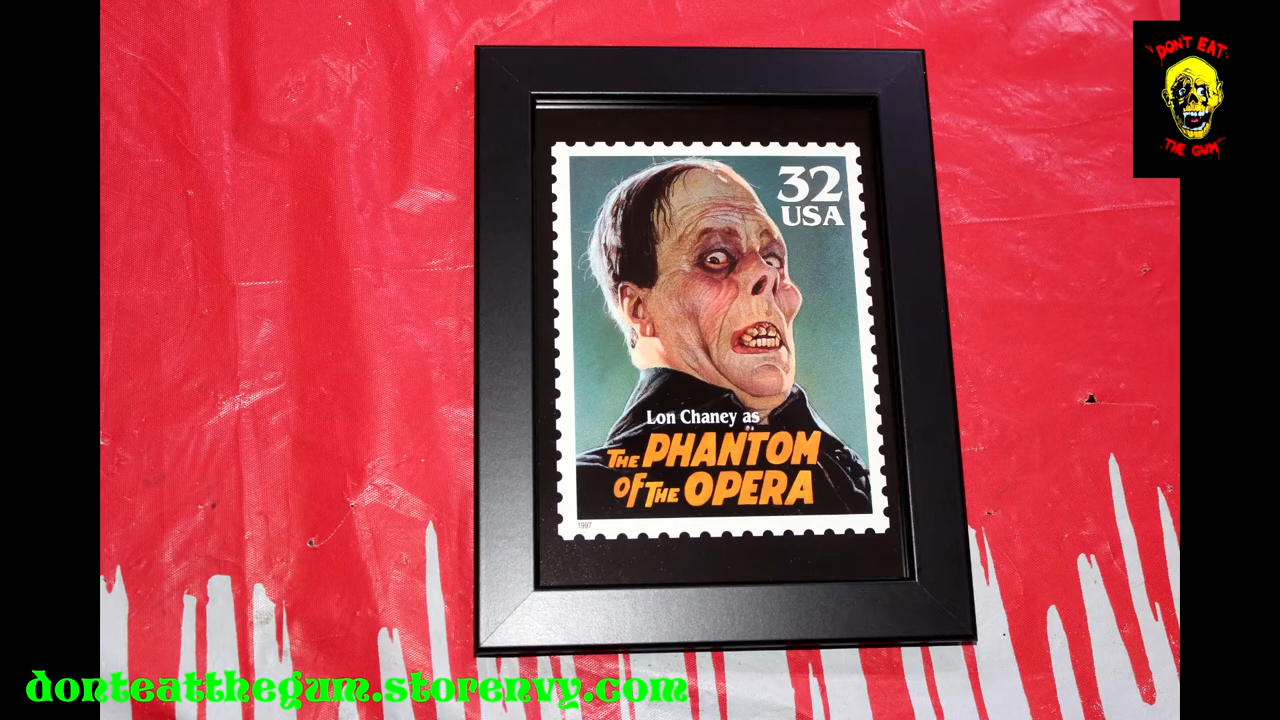 DON'T EAT
THE GUM
32
USA
Lon Chaney as
THE PHANTOM
OF THE OPERA
1997
donteatthegum.storenvy.com